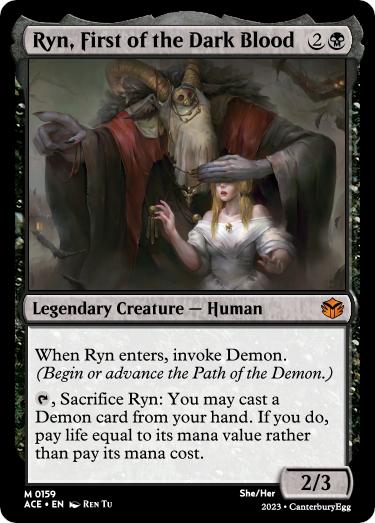 Ryn, First of the Dark Blood 2
Legendary Creature — Human
When Ryn enters, invoke Demon.
(Begin or advance the Path of the Demon.)
, Sacrifice Ryn: You may cast a
Demon card from your hand. If you do,
pay life equal to its mana value rather
than pay its mana cost.
2/3
M 0159 She/Her
ACE • EN Ren Tu 2023 • CanterburyEgg